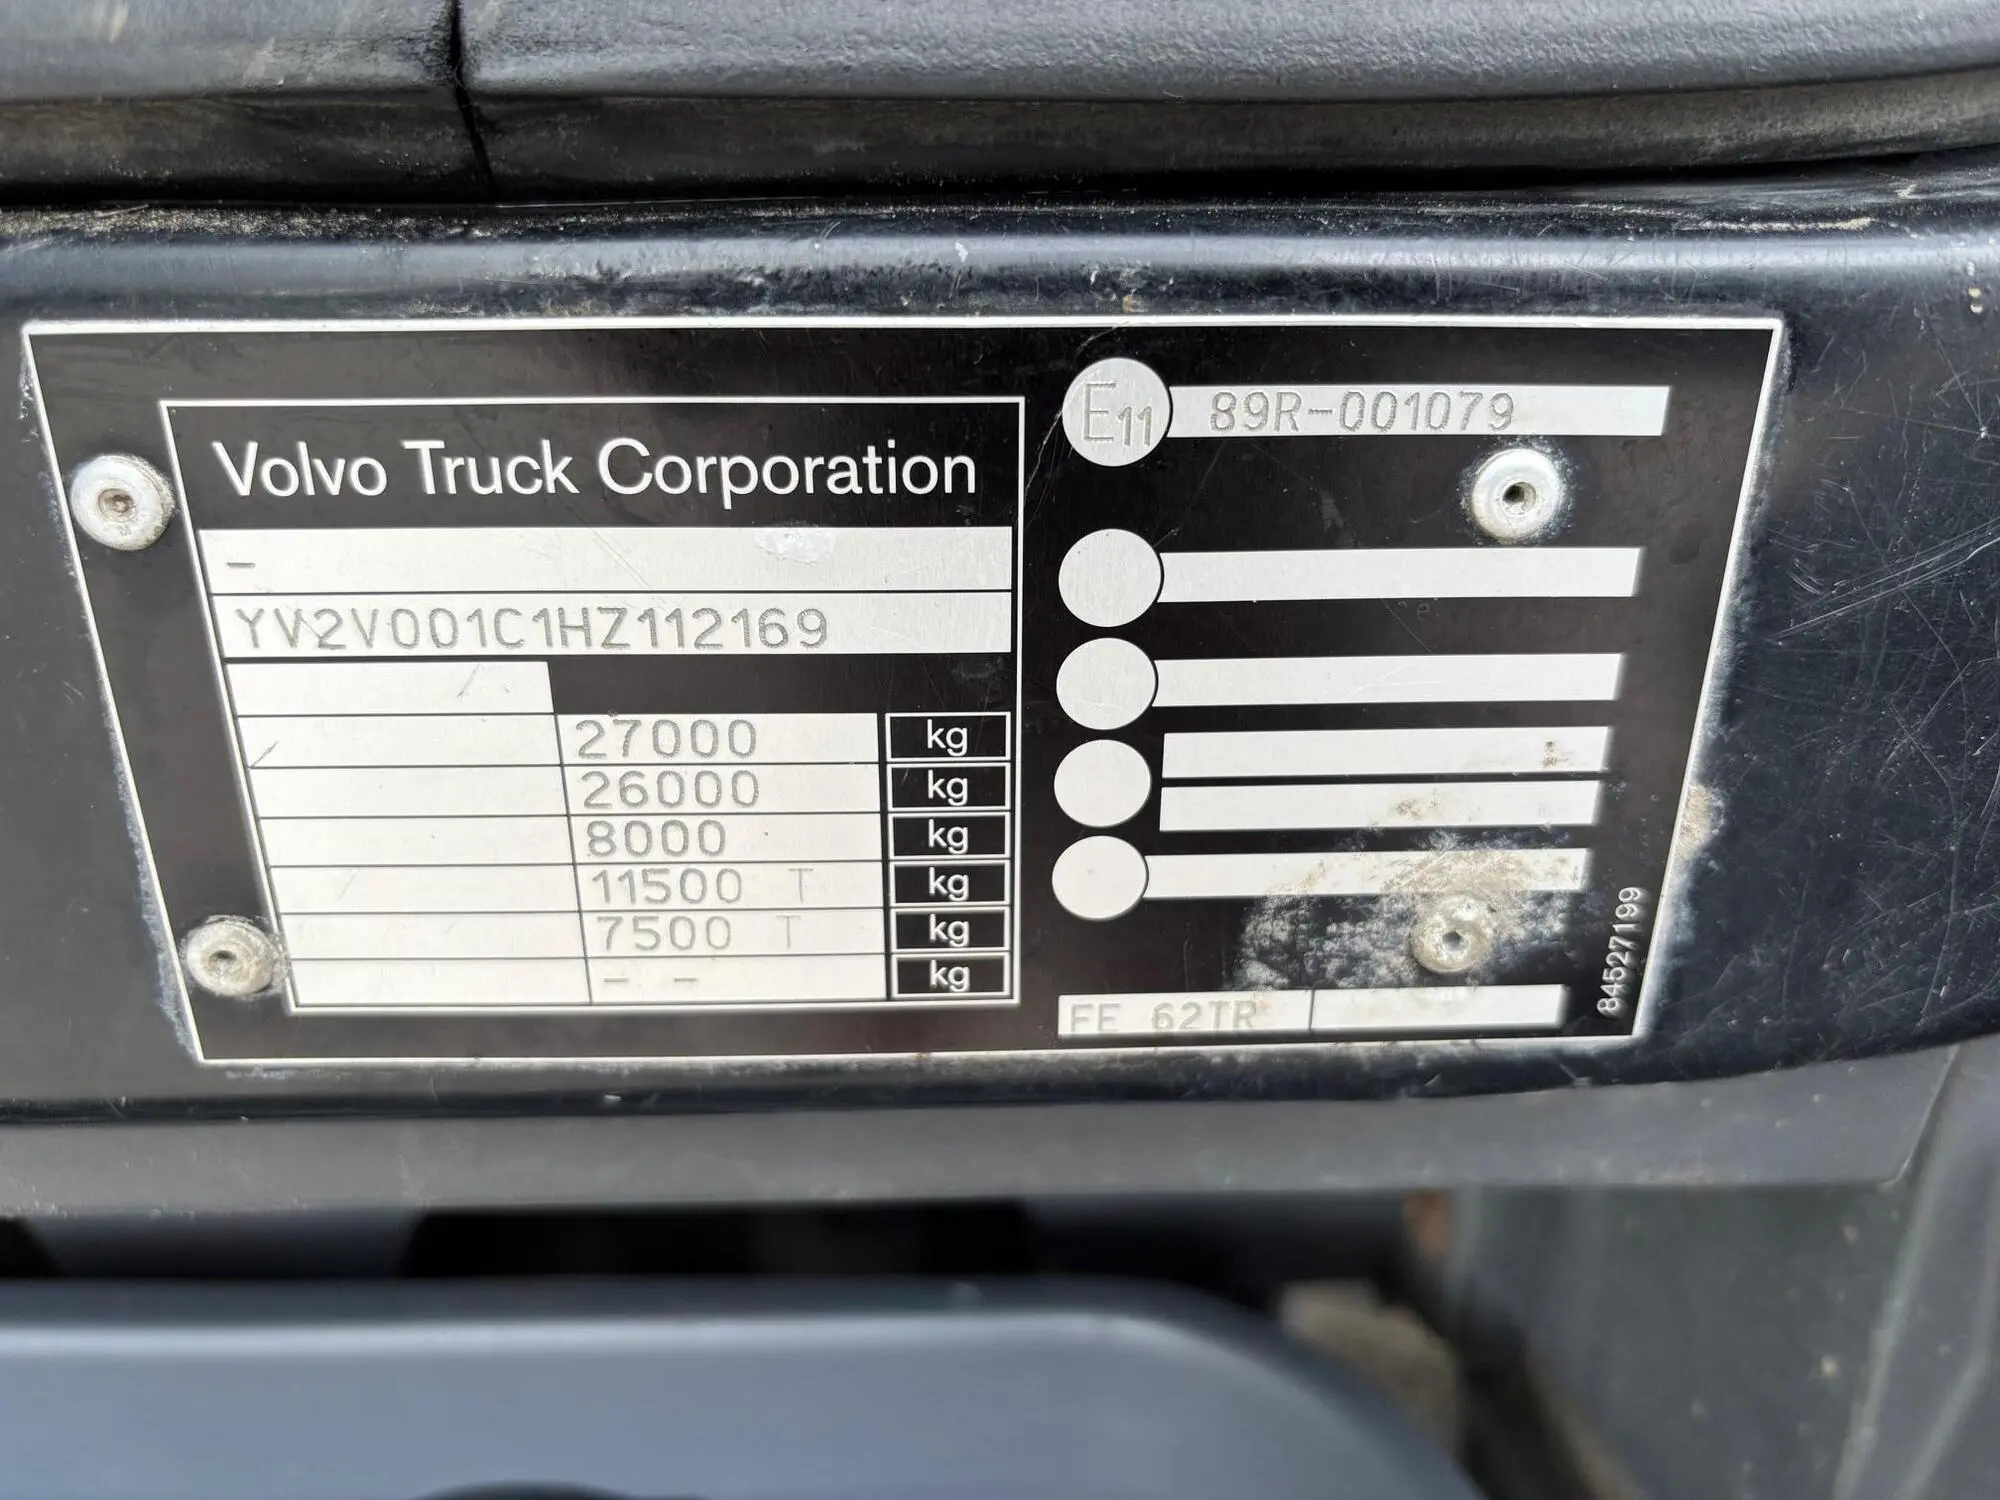 Volvo Truck Corporation
-
YV2V001C1HZ112169
27000 kg
26000 kg
8000 kg
11500 T kg
7500 T kg
- - kg
E11 89R-001079
FE 62TR
84527199